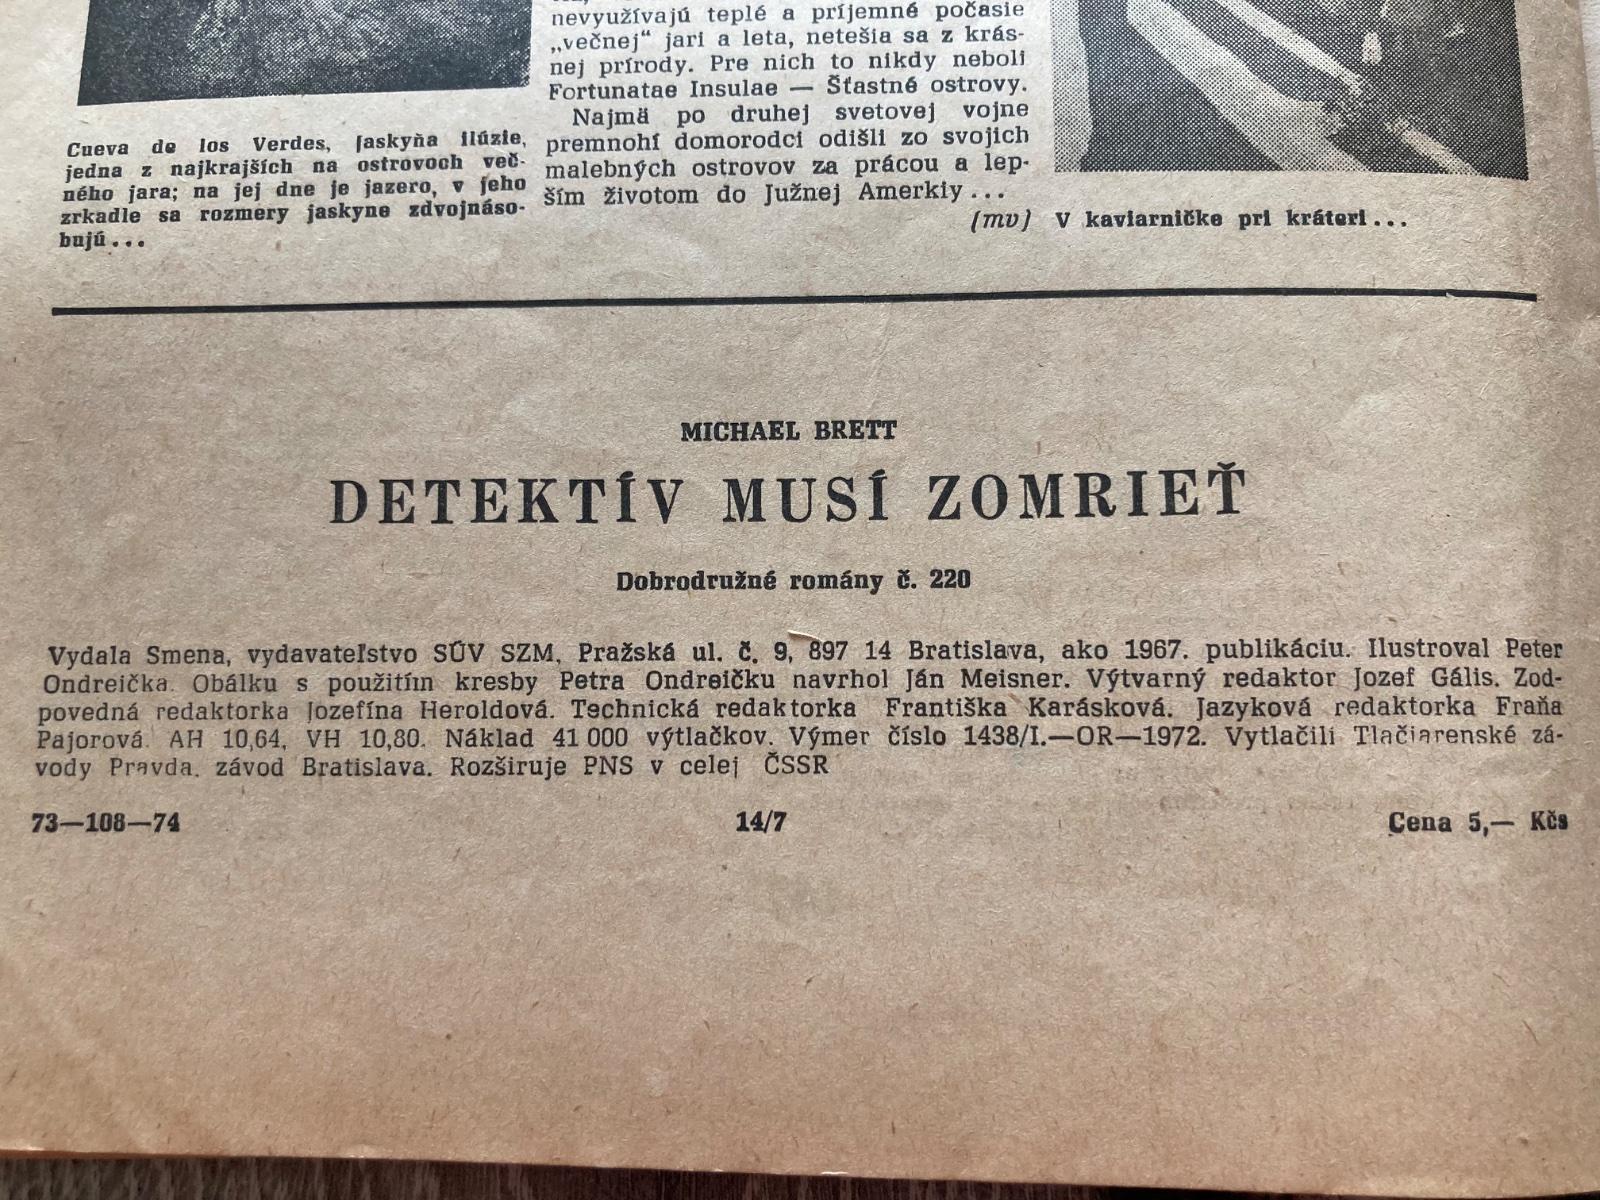 nevyužívajú teplé a príjemné počasie
„večnej“ jari a leta, netešia sa z krás-
nej prírody. Pre nich to nikdy neboli
Fortunatae Insulae — Šťastné ostrovy.
Najmä po druhej svetovej vojne
premnohí domorodci odišli zo svojich
malebných ostrovov za prácou a lep-
ším životom do Južnej Amerkiy...
(mv)
Cueva de los Verdes, Jaskyňa ilúzie,
jedna z najkrajších na ostrovoch več-
ného jara; na jej dne je jazero, v jeho
zrkadle sa rozmery jaskyne zdvojnáso-
bujú...
V kaviarničke pri kráteri...
MICHAEL BRETT
DETEKTÍV MUSÍ ZOMRIEŤ
Dobrodružné romány č. 220
Vydala Smena, vydavateľstvo SÚV SZM, Pražská ul. č. 9, 897 14 Bratislava, ako 1967. publikáciu. Ilustroval Peter
Ondreička. Obálku s použitím kresby Petra Ondreičku navrhol Ján Meisner. Výtvarný redaktor Jozef Gális. Zod-
povedná redaktorka Jozefína Heroldová. Technická redaktorka Františka Karásková. Jazyková redaktorka Fraňa
Pajorová. AH 10,64, VH 10,80. Náklad 41 000 výtlačkov. Výmer číslo 1438/I.—OR—1972. Vytlačili Tlačiarenské zá-
vody Pravda, závod Bratislava. Rozširuje PNS v celej ČSSR
73—108—74
14/7
Cena 5,— Kčs